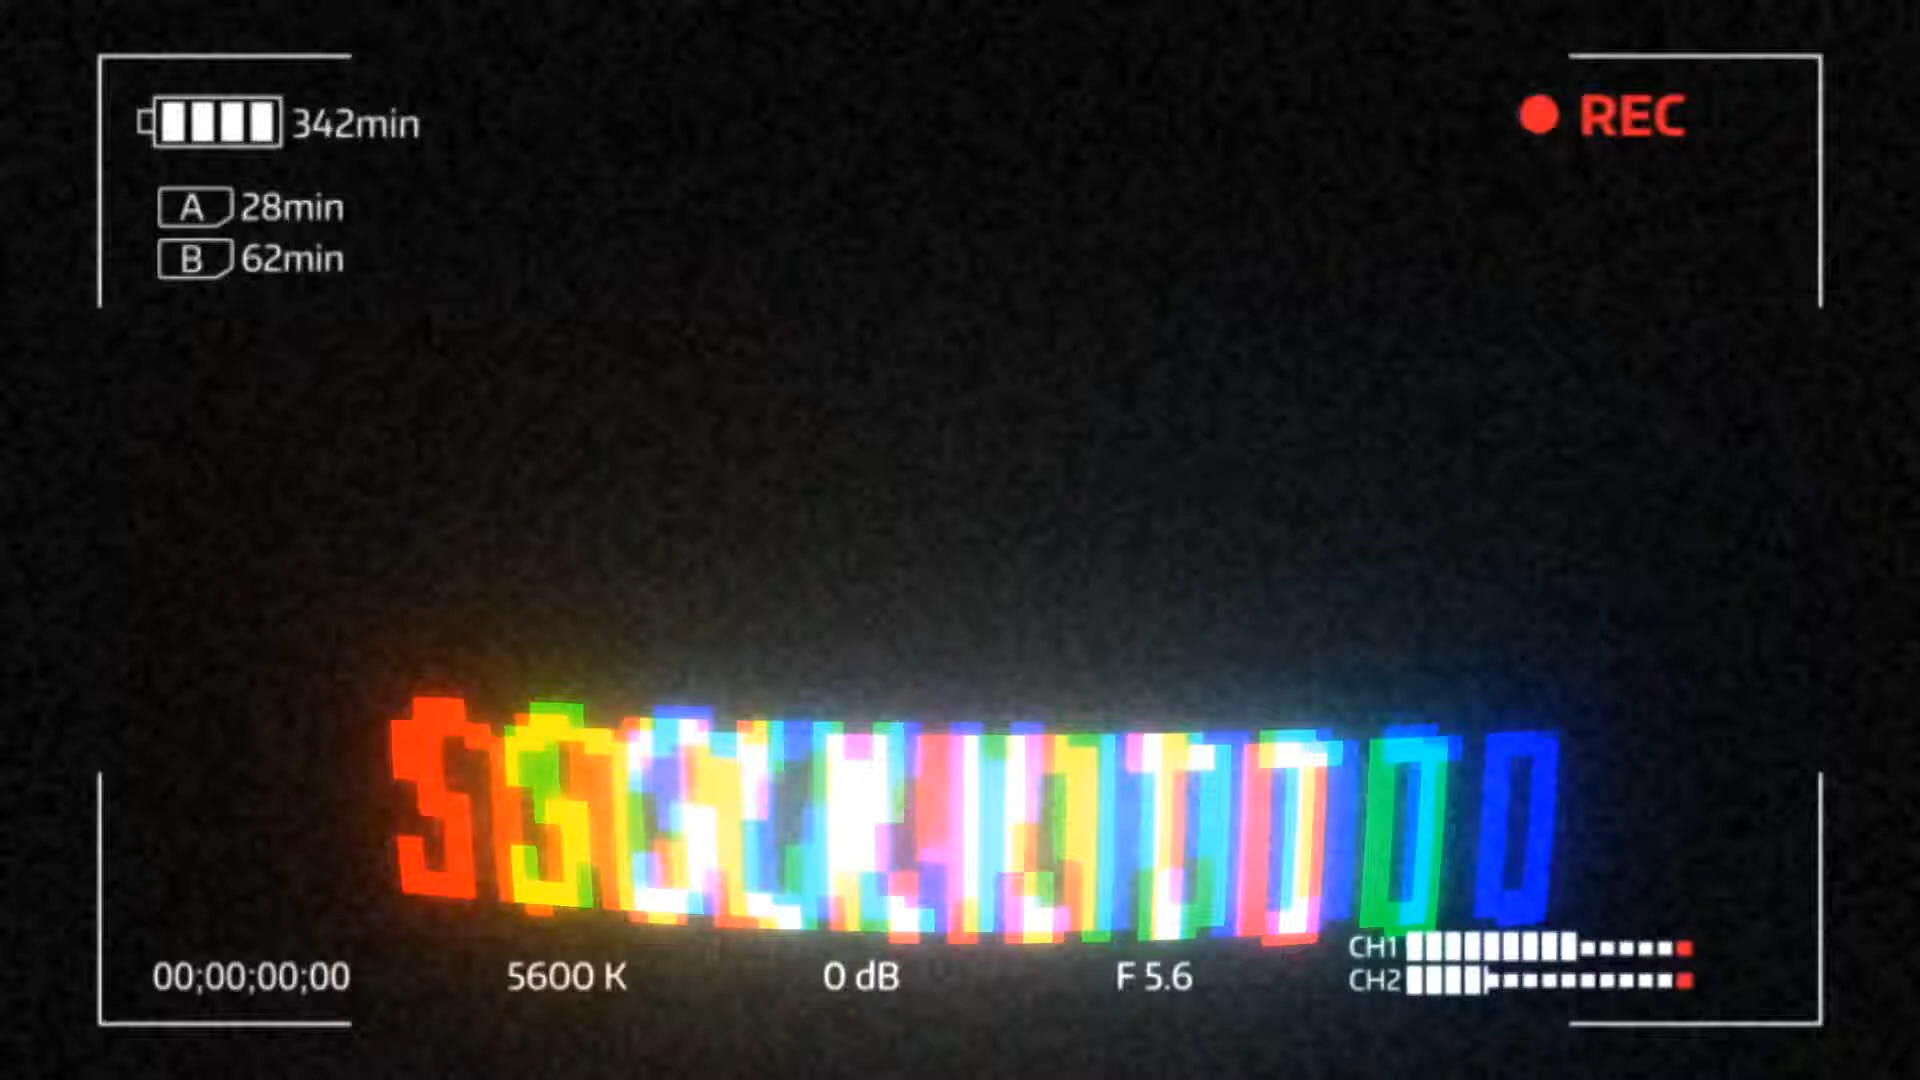 342min
REC
A 28min
B 62min
00;00;00;00
5600 K
0 dB
F 5.6
CH1
CH2